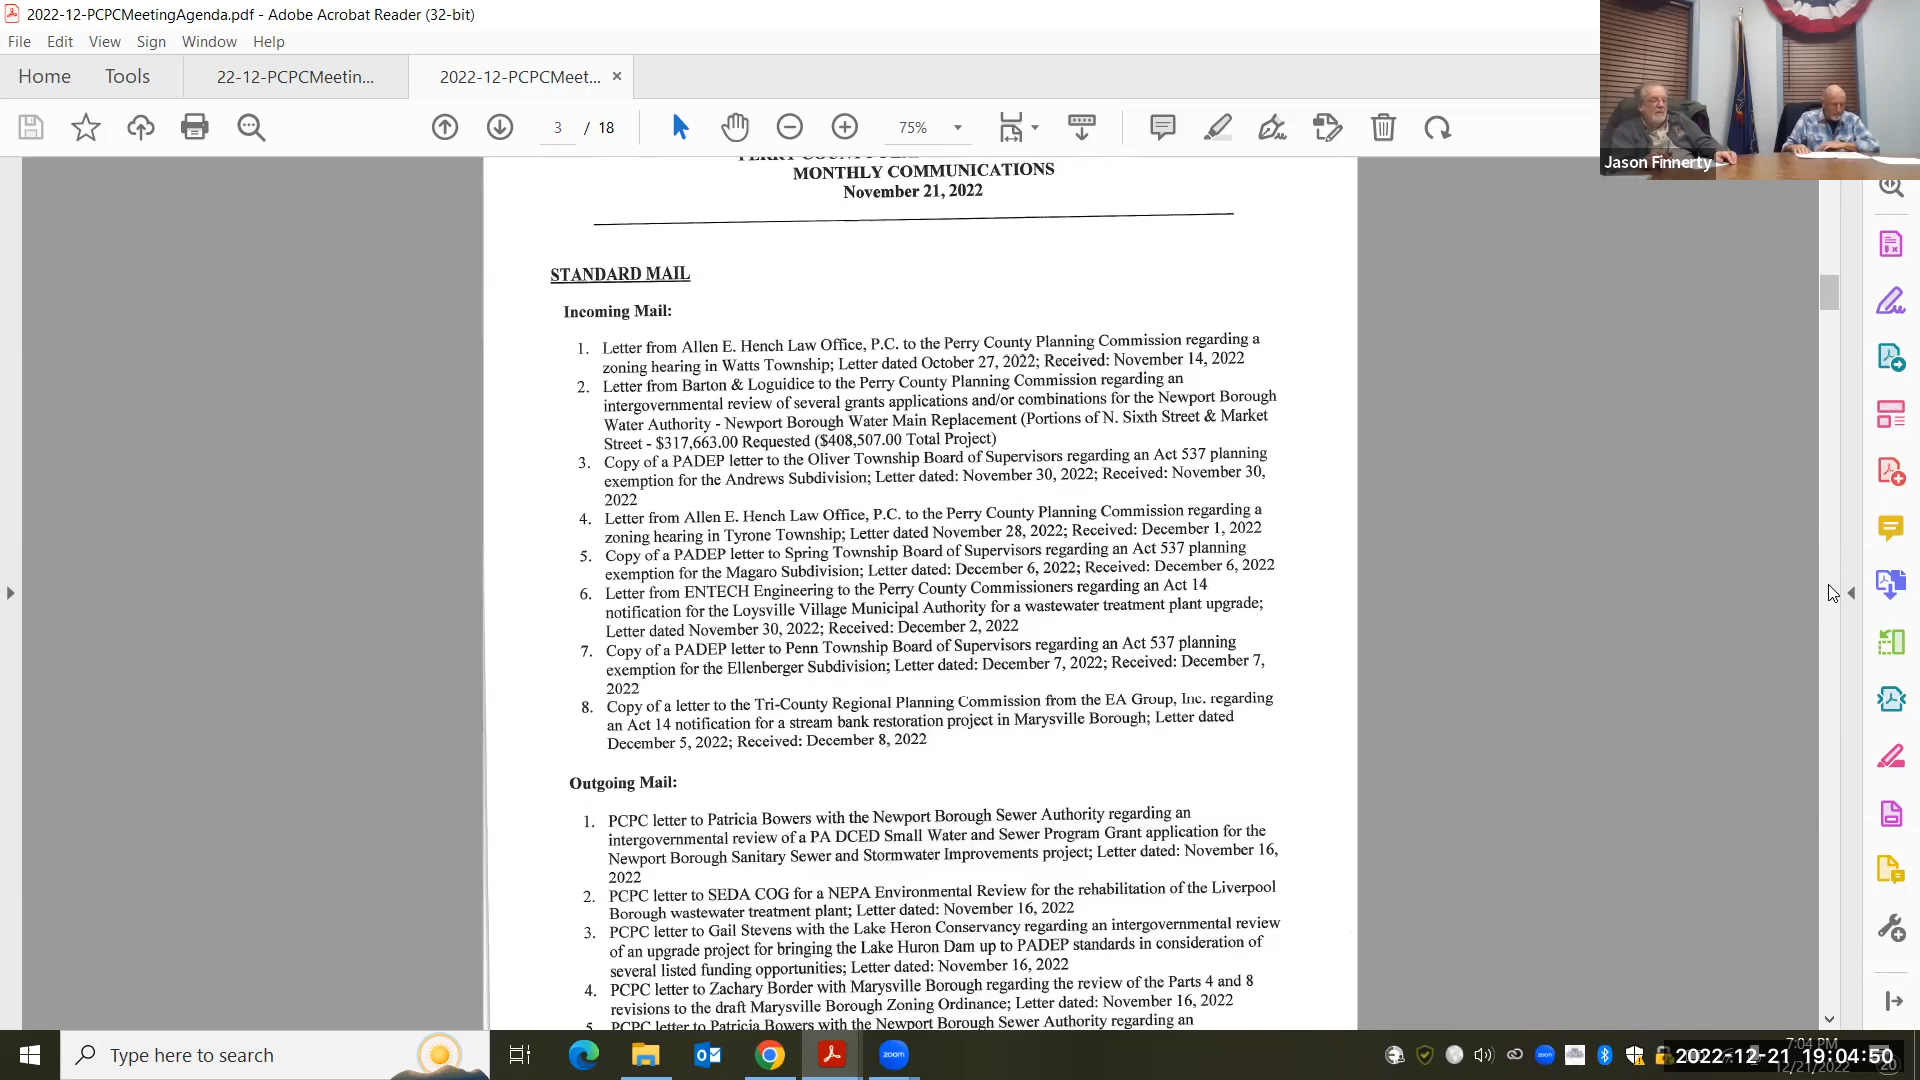 2022-12-PCPCMeetingAgenda.pdf - Adobe Acrobat Reader (32-bit)
File Edit View Sign Window Help
Home Tools 22-12-PCPCMeetin... 2022-12-PCPCMeet... ×
3 / 18 75%
Jason Finnerty
MONTHLY COMMUNICATIONS
November 21, 2022
STANDARD MAIL
Incoming Mail:
1. Letter from Allen E. Hench Law Office, P.C. to the Perry County Planning Commission regarding a
zoning hearing in Watts Township; Letter dated October 27, 2022; Received: November 14, 2022
2. Letter from Barton & Loguidice to the Perry County Planning Commission regarding an
intergovernmental review of several grants applications and/or combinations for the Newport Borough
Water Authority - Newport Borough Water Main Replacement (Portions of N. Sixth Street & Market
Street - $317,663.00 Requested ($408,507.00 Total Project)
3. Copy of a PADEP letter to the Oliver Township Board of Supervisors regarding an Act 537 planning
exemption for the Andrews Subdivision; Letter dated: November 30, 2022; Received: November 30,
2022
4. Letter from Allen E. Hench Law Office, P.C. to the Perry County Planning Commission regarding a
zoning hearing in Tyrone Township; Letter dated November 28, 2022; Received: December 1, 2022
5. Copy of a PADEP letter to Spring Township Board of Supervisors regarding an Act 537 planning
exemption for the Magaro Subdivision; Letter dated: December 6, 2022; Received: December 6, 2022
6. Letter from ENTECH Engineering to the Perry County Commissioners regarding an Act 14
notification for the Loysville Village Municipal Authority for a wastewater treatment plant upgrade;
Letter dated November 30, 2022; Received: December 2, 2022
7. Copy of a PADEP letter to Penn Township Board of Supervisors regarding an Act 537 planning
exemption for the Ellenberger Subdivision; Letter dated: December 7, 2022; Received: December 7,
2022
8. Copy of a letter to the Tri-County Regional Planning Commission from the EA Group, Inc. regarding
an Act 14 notification for a stream bank restoration project in Marysville Borough; Letter dated
December 5, 2022; Received: December 8, 2022
Outgoing Mail:
1. PCPC letter to Patricia Bowers with the Newport Borough Sewer Authority regarding an
intergovernmental review of a PA DCED Small Water and Sewer Program Grant application for the
Newport Borough Sanitary Sewer and Stormwater Improvements project; Letter dated: November 16,
2022
2. PCPC letter to SEDA COG for a NEPA Environmental Review for the rehabilitation of the Liverpool
Borough wastewater treatment plant; Letter dated: November 16, 2022
3. PCPC letter to Gail Stevens with the Lake Heron Conservancy regarding an intergovernmental review
of an upgrade project for bringing the Lake Huron Dam up to PADEP standards in consideration of
several listed funding opportunities; Letter dated: November 16, 2022
4. PCPC letter to Zachary Border with Marysville Borough regarding the review of the Parts 4 and 8
revisions to the draft Marysville Borough Zoning Ordinance; Letter dated: November 16, 2022
5. PCPC letter to Patricia Bowers with the Newport Borough Sewer Authority regarding an
Type here to search
zoom
zoom
7:04 PM
12/21/2022
2022-12-21 19:04:50